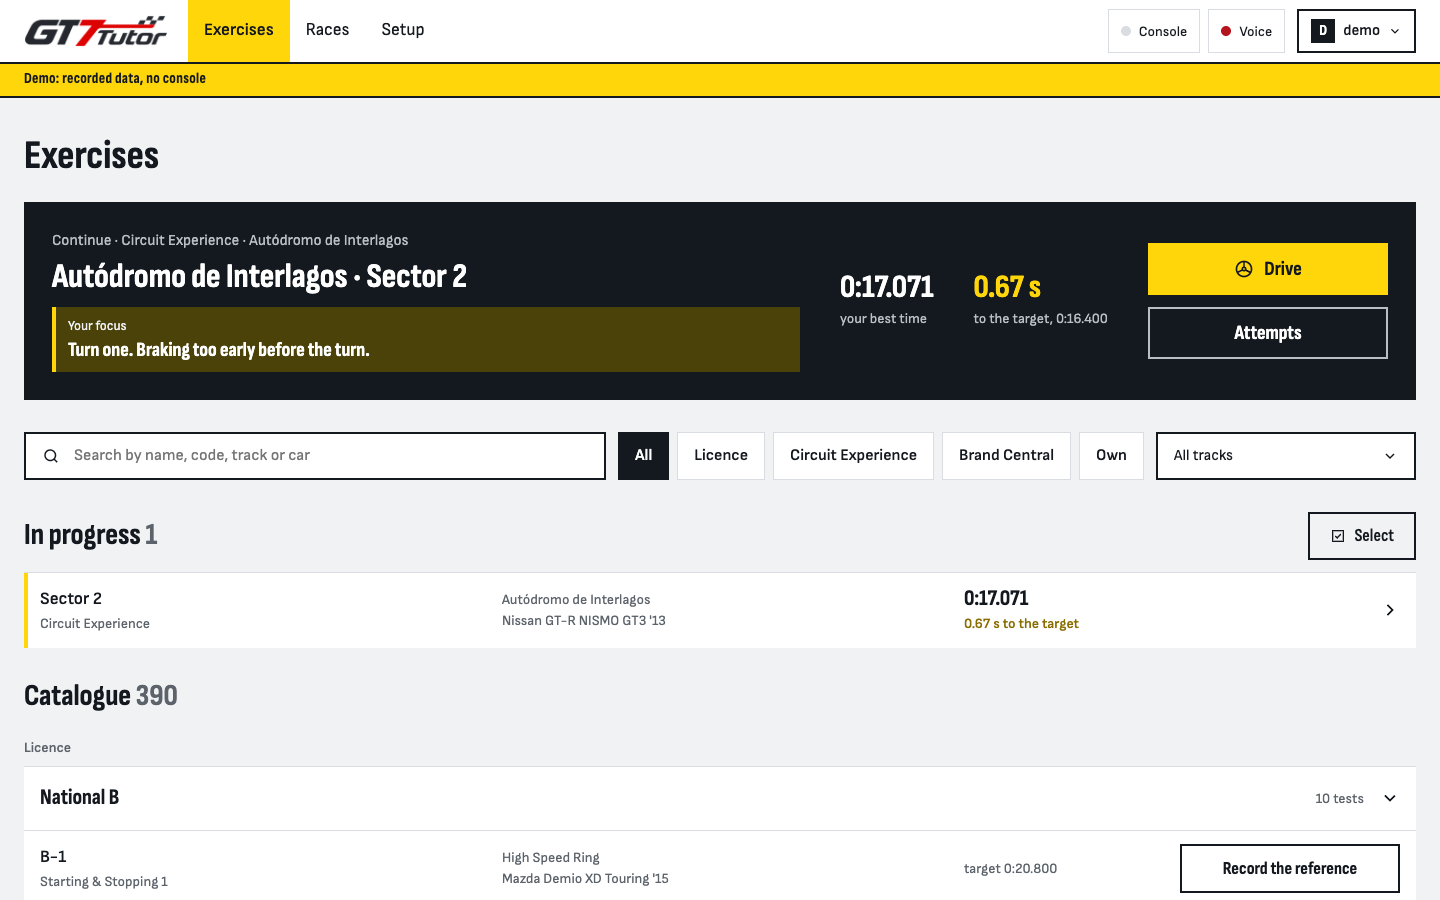 GT7Tutor
Exercises
Races
Setup
Console
Voice
D
demo
Demo: recorded data, no console
Exercises
Continue · Circuit Experience · Autódromo de Interlagos
Autódromo de Interlagos · Sector 2
Your focus
Turn one. Braking too early before the turn.
0:17.071
your best time
0.67 s
to the target, 0:16.400
Drive
Attempts
Search by name, code, track or car
All
Licence
Circuit Experience
Brand Central
Own
All tracks
In progress 1
Select
Sector 2
Circuit Experience
Autódromo de Interlagos
Nissan GT-R NISMO GT3 '13
0:17.071
0.67 s to the target
Catalogue 390
Licence
National B
10 tests
B-1
Starting & Stopping 1
High Speed Ring
Mazda Demio XD Touring '15
target 0:20.800
Record the reference